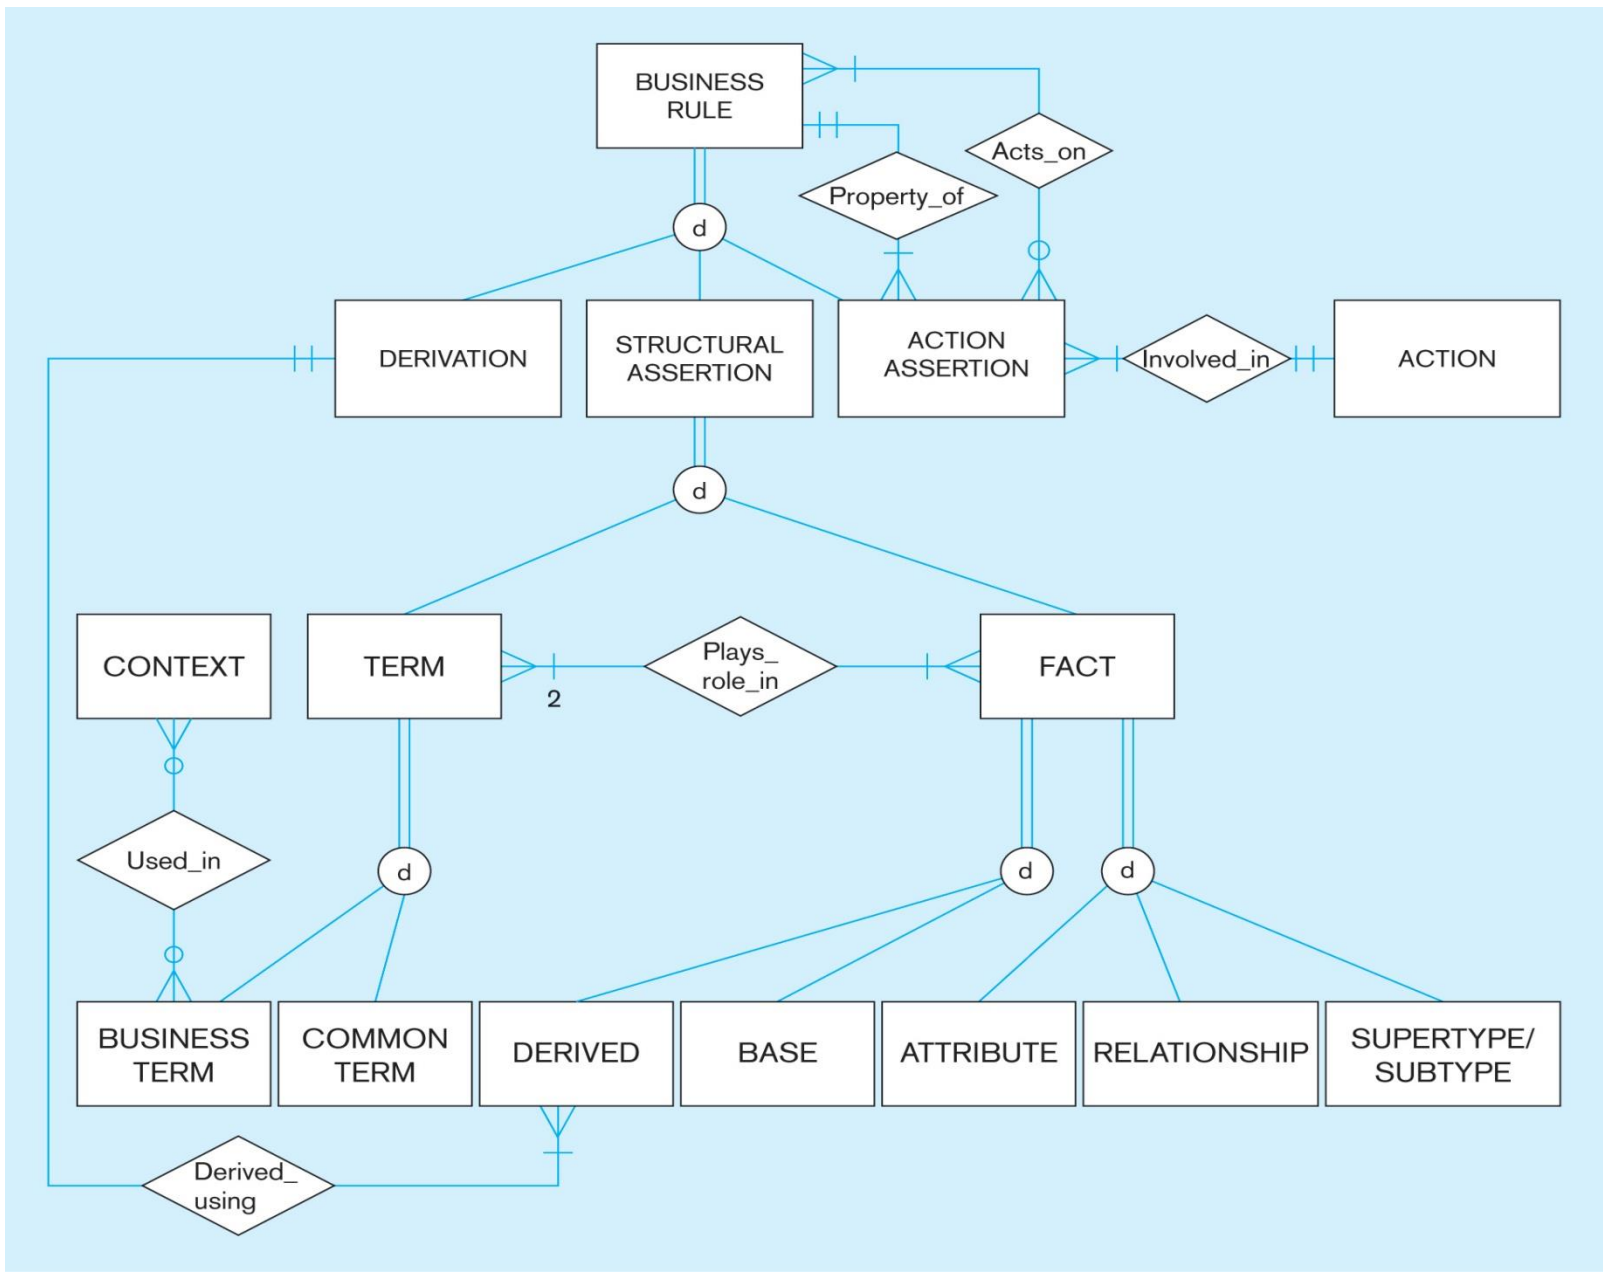 BUSINESS
RULE
Acts_on
Property_of
d
DERIVATION
STRUCTURAL
ASSERTION
ACTION
ASSERTION
Involved_in
ACTION
d
CONTEXT
TERM
2
Plays_
role_in
FACT
Used_in
d
d
d
BUSINESS
TERM
COMMON
TERM
DERIVED
BASE
ATTRIBUTE
RELATIONSHIP
SUPERTYPE/
SUBTYPE
Derived_
using